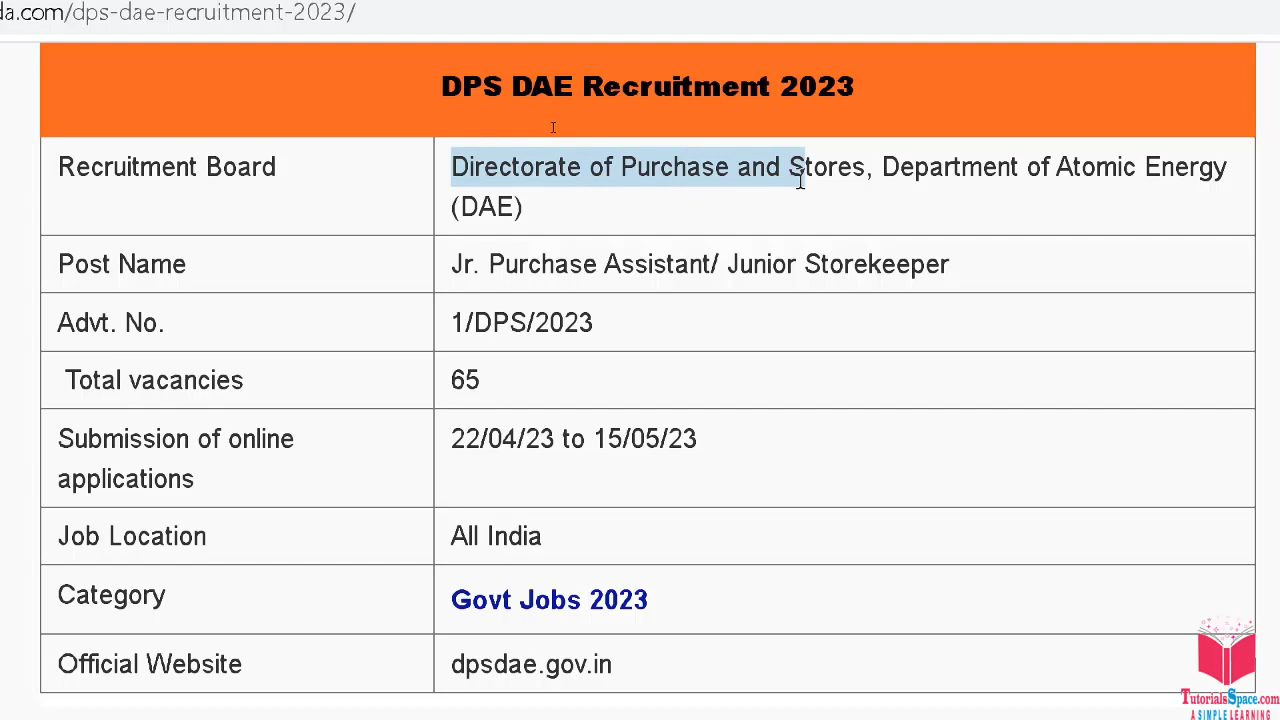 da.com/dps-dae-recruitment-2023/
DPS DAE Recruitment 2023
Recruitment Board
Directorate of Purchase and Stores, Department of Atomic Energy
(DAE)
Post Name
Jr. Purchase Assistant/ Junior Storekeeper
Advt. No.
1/DPS/2023
Total vacancies
65
Submission of online
applications
22/04/23 to 15/05/23
Job Location
All India
Category
Govt Jobs 2023
Official Website
dpsdae.gov.in
TutorialsSpace.com
A SIMPLE LEARNING